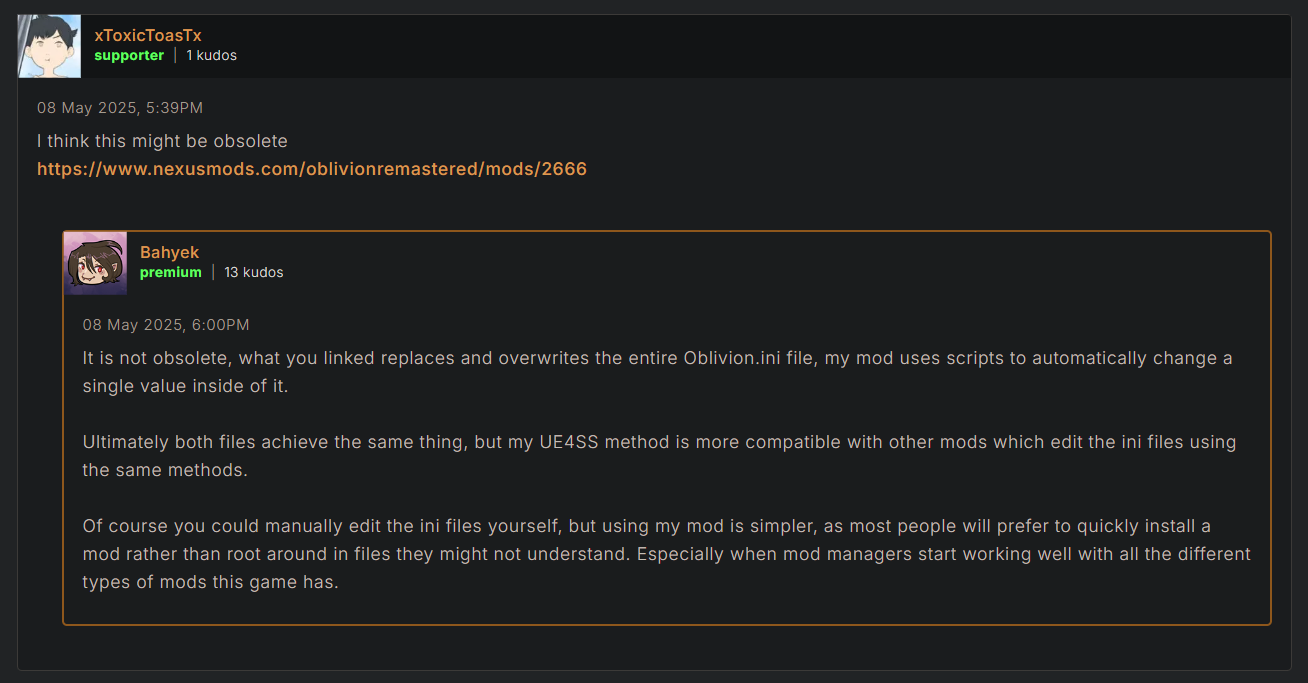 xToxicToasTx
supporter | 1 kudos
08 May 2025, 5:39PM
I think this might be obsolete
https://www.nexusmods.com/oblivionremastered/mods/2666
Bahyek
premium | 13 kudos
08 May 2025, 6:00PM
It is not obsolete, what you linked replaces and overwrites the entire Oblivion.ini file, my mod uses scripts to automatically change a
single value inside of it.
Ultimately both files achieve the same thing, but my UE4SS method is more compatible with other mods which edit the ini files using
the same methods.
Of course you could manually edit the ini files yourself, but using my mod is simpler, as most people will prefer to quickly install a
mod rather than root around in files they might not understand. Especially when mod managers start working well with all the different
types of mods this game has.